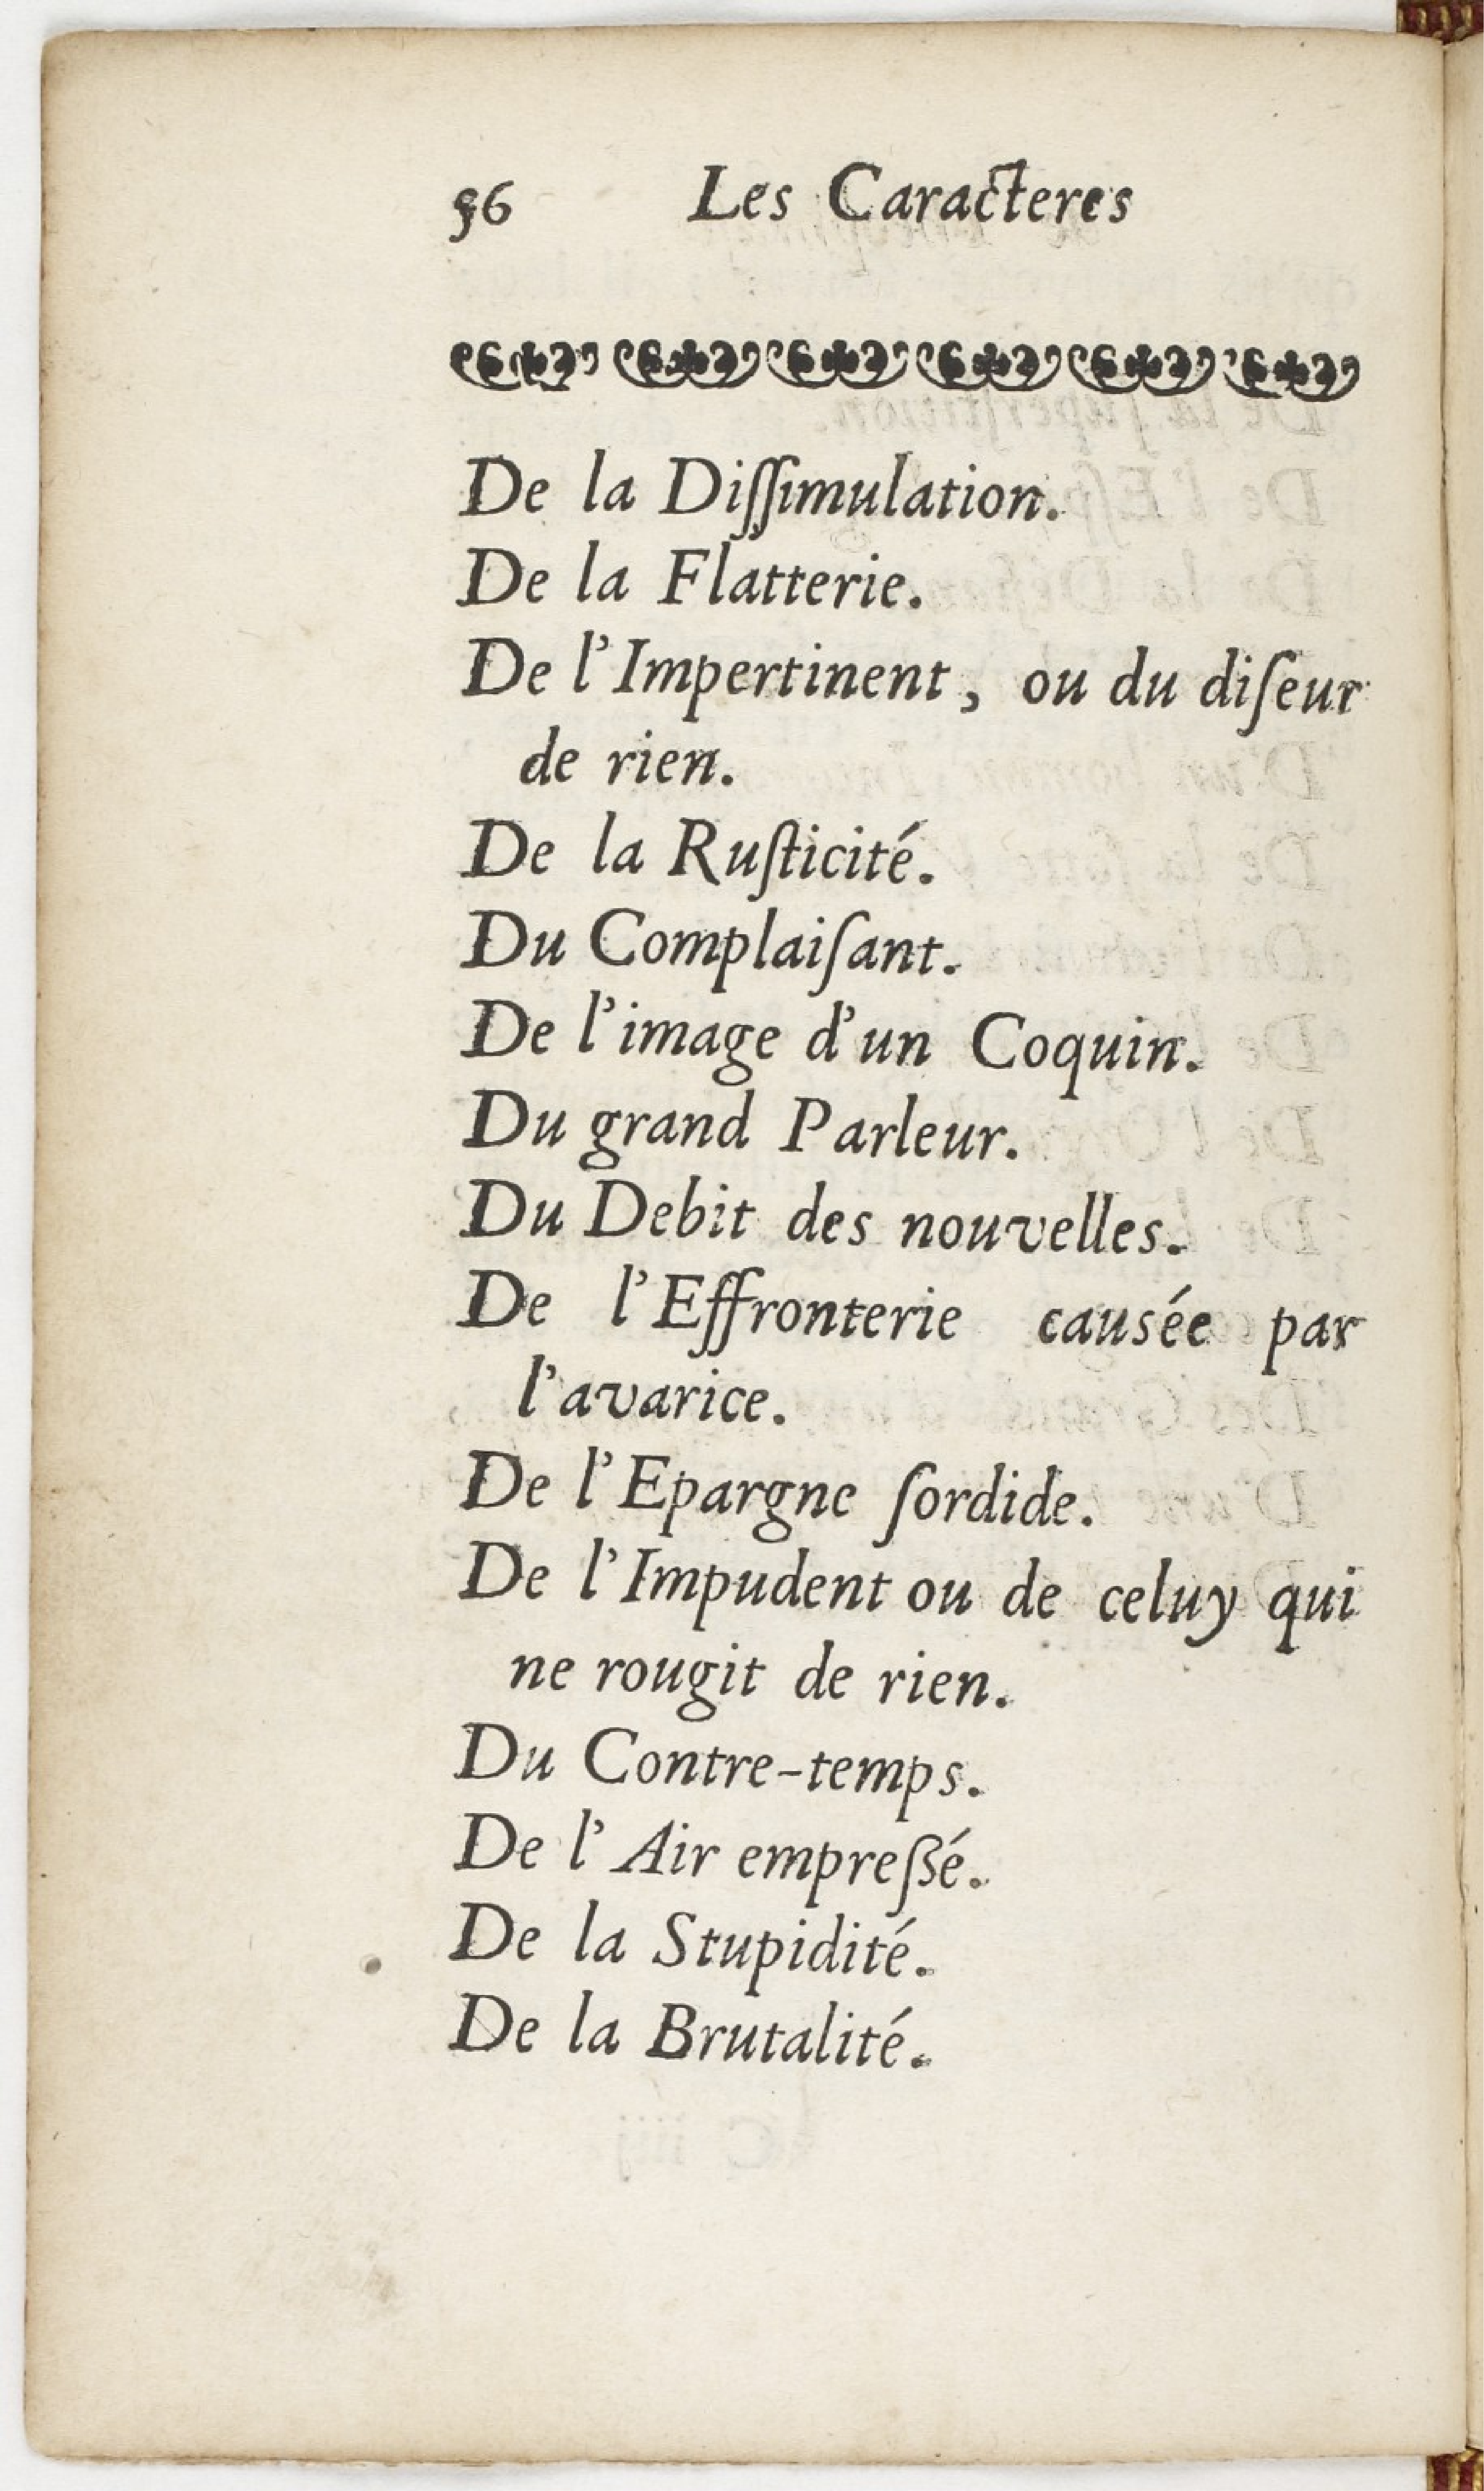 56 Les Caracteres
De la Diſſimulation.
De la Flatterie.
De l'Impertinent, ou du diſeur
de rien.
De la Ruſticité.
Du Complaiſant.
De l'image d'un Coquin.
Du grand Parleur.
Du Debit des nouvelles.
De l'Effronterie causée par
l'avarice.
De l'Epargne ſordide.
De l'Impudent ou de celuy qui
ne rougit de rien.
Du Contre-temps.
De l'Air empreßé.
De la Stupidité.
De la Brutalité.